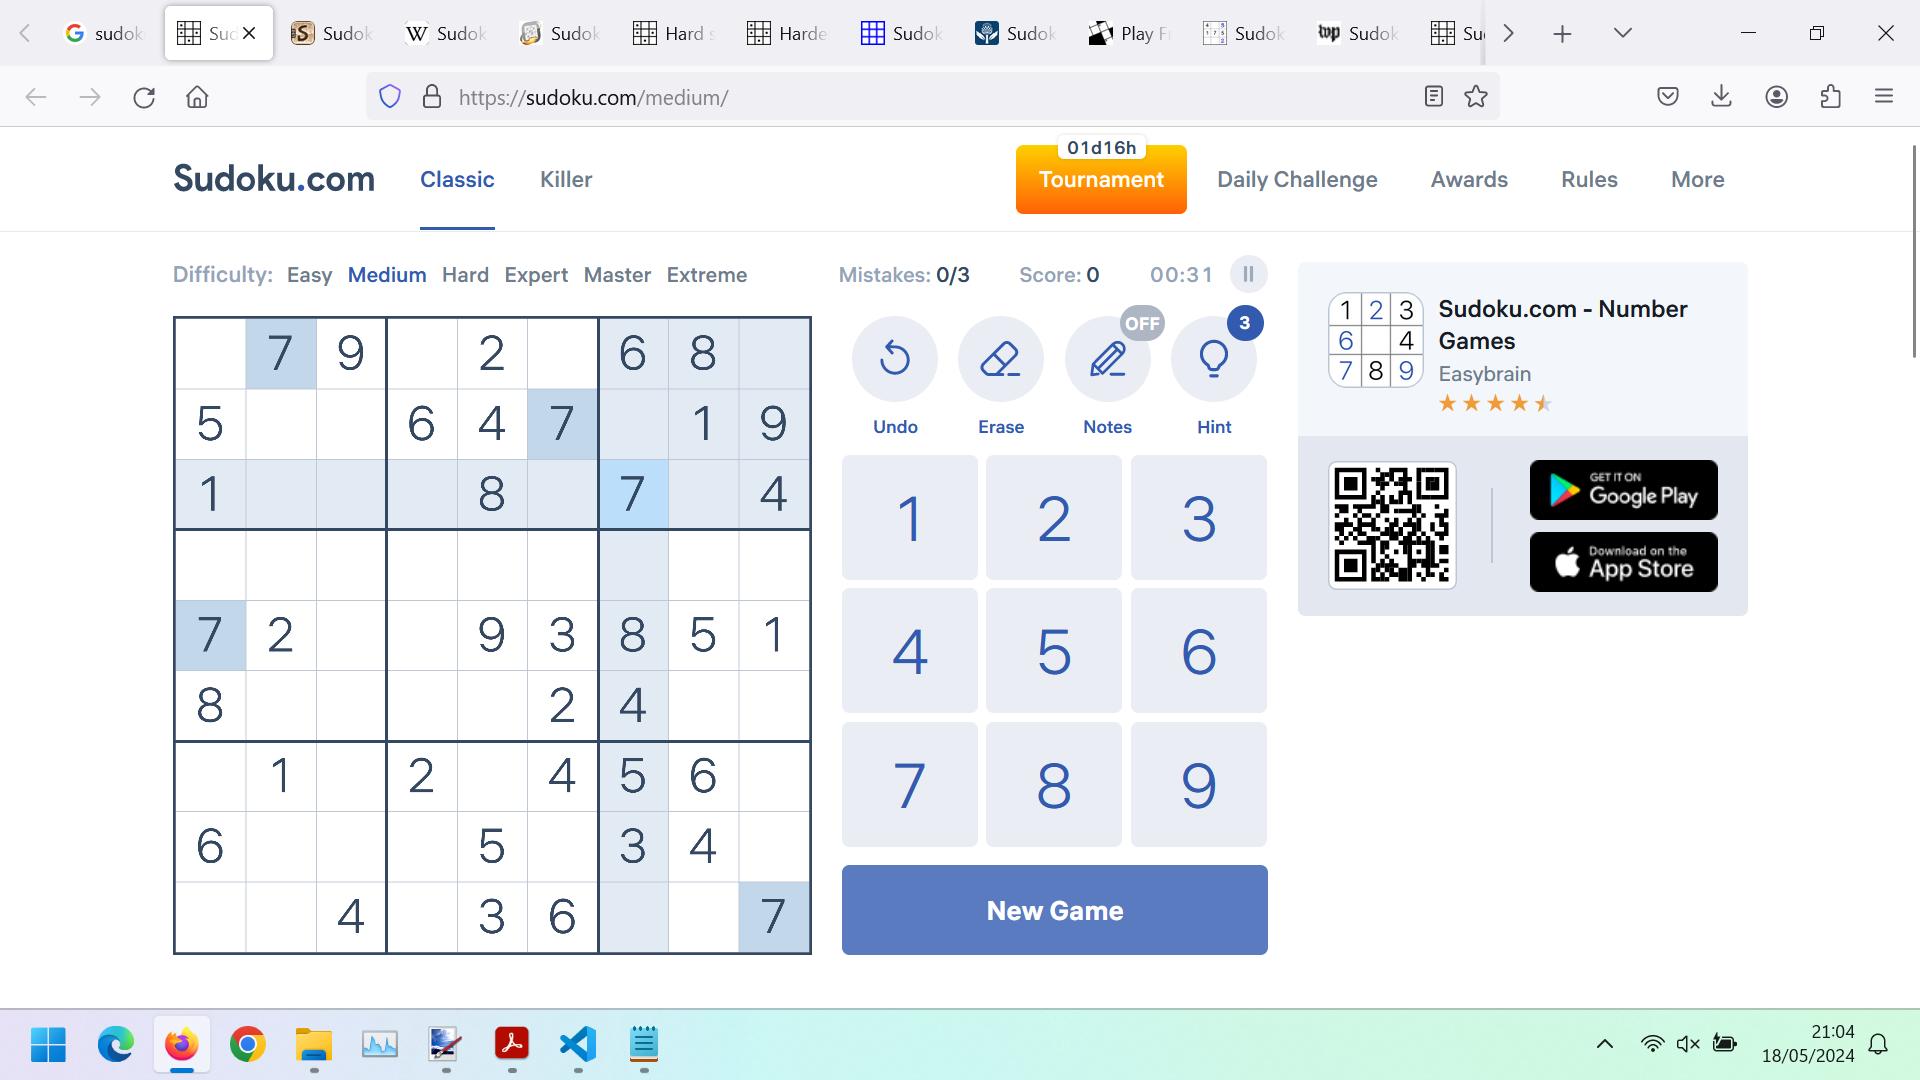 sudok
Sud
Sudok
Sudok
Sudok
Hard s
Harde
Sudok
Sudok
Play F
Sudok
wp Sudok
Su
https://sudoku.com/medium/
Sudoku.com Classic Killer
01d16h
Tournament Daily Challenge Awards Rules More
Difficulty: Easy Medium Hard Expert Master Extreme
Mistakes: 0/3 Score: 0 00:31
7 9 2 6 8
5 6 4 7 1 9
1 8 7 4
7 2 9 3 8 5 1
8 2 4
1 2 4 5 6
6 5 3 4
4 3 6 7
OFF
3
Undo Erase Notes Hint
1 2 3
4 5 6
7 8 9
New Game
1 2 3
6 4
7 8 9
Sudoku.com - Number
Games
Easybrain
GET IT ON
Google Play
Download on the
App Store
21:04
18/05/2024